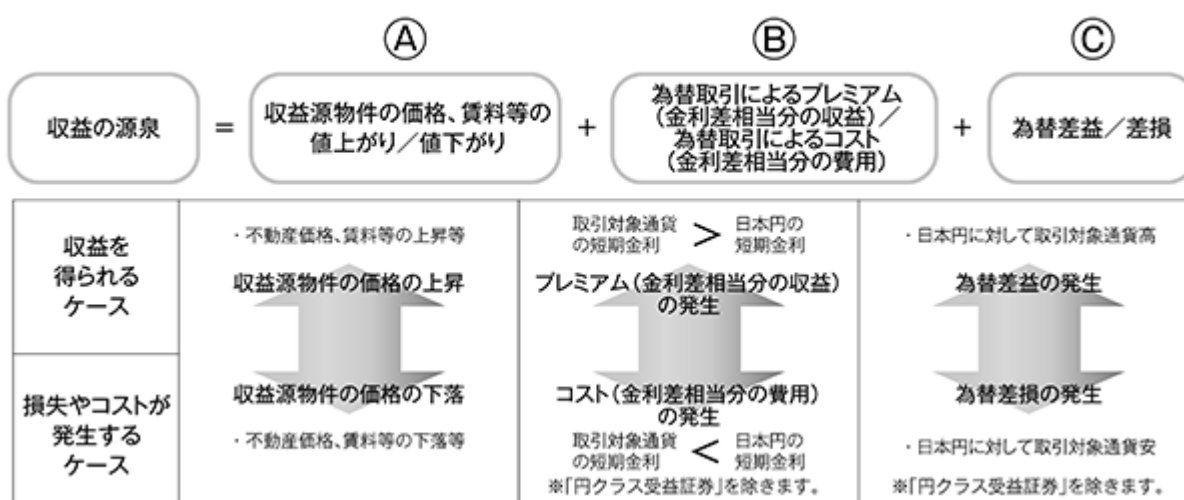 Ⓐ
Ⓑ
Ⓒ
収益の源泉
=
収益源物件の価格、賃料等の
値上がり/値下がり
+
為替取引によるプレミアム
(金利差相当分の収益)/
為替取引によるコスト
(金利差相当分の費用)
+
為替差益/差損
収益を
得られる
ケース
・不動産価格、賃料等の上昇等
収益源物件の価格の上昇
取引対象通貨
の短期金利
>
日本円の
短期金利
プレミアム(金利差相当分の収益)
の発生
・日本円に対して取引対象通貨高
為替差益の発生
損失やコストが
発生する
ケース
収益源物件の価格の下落
・不動産価格、賃料等の下落等
コスト(金利差相当分の費用)
の発生
取引対象通貨
の短期金利
<
日本円の
短期金利
※「円クラス受益証券」を除きます。
為替差損の発生
・日本円に対して取引対象通貨安
※「円クラス受益証券」を除きます。